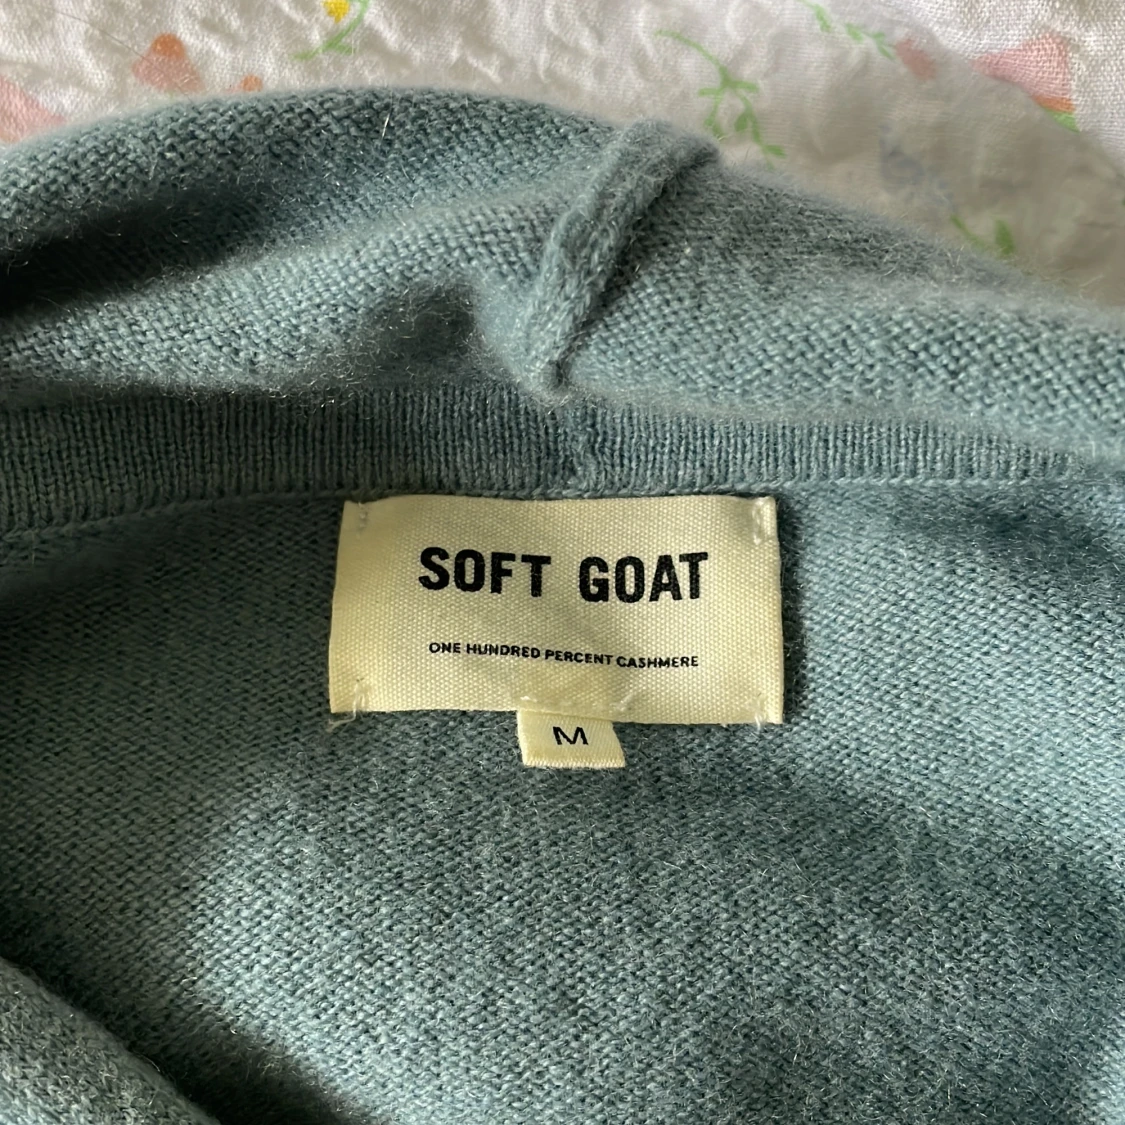 SOFT GOAT
ONE HUNDRED PERCENT CASHMERE
M